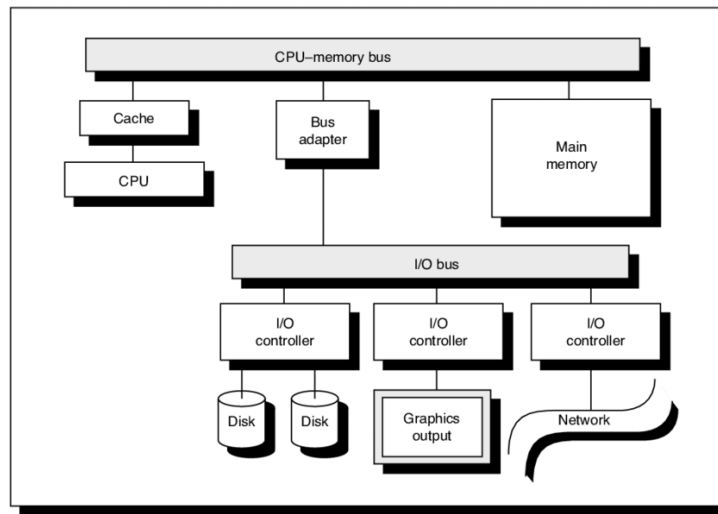 CPU–memory bus
Cache
Bus
adapter
Main
memory
CPU
I/O bus
I/O
controller
I/O
controller
I/O
controller
Disk
Disk
Graphics
output
Network